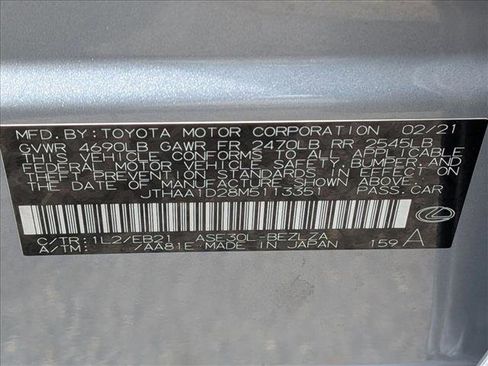 MFD. BY: TOYOTA MOTOR CORPORATION 02/21
GVWR 4690LB GAWR FR 2470LB RR 2545LB
THIS VEHICLE CONFORMS TO ALL APPLICABLE
FEDERAL MOTOR VEHICLE SAFETY, BUMPER, AND
THEFT PREVENTION STANDARDS IN EFFECT ON
THE DATE OF MANUFACTURE SHOWN ABOVE.
JTHAA1D28M5113351 PASS. CAR
C/TR: 1L2/EB21 ASE30L-BEZLZA
A/TM: /AA81E MADE IN JAPAN 159 A